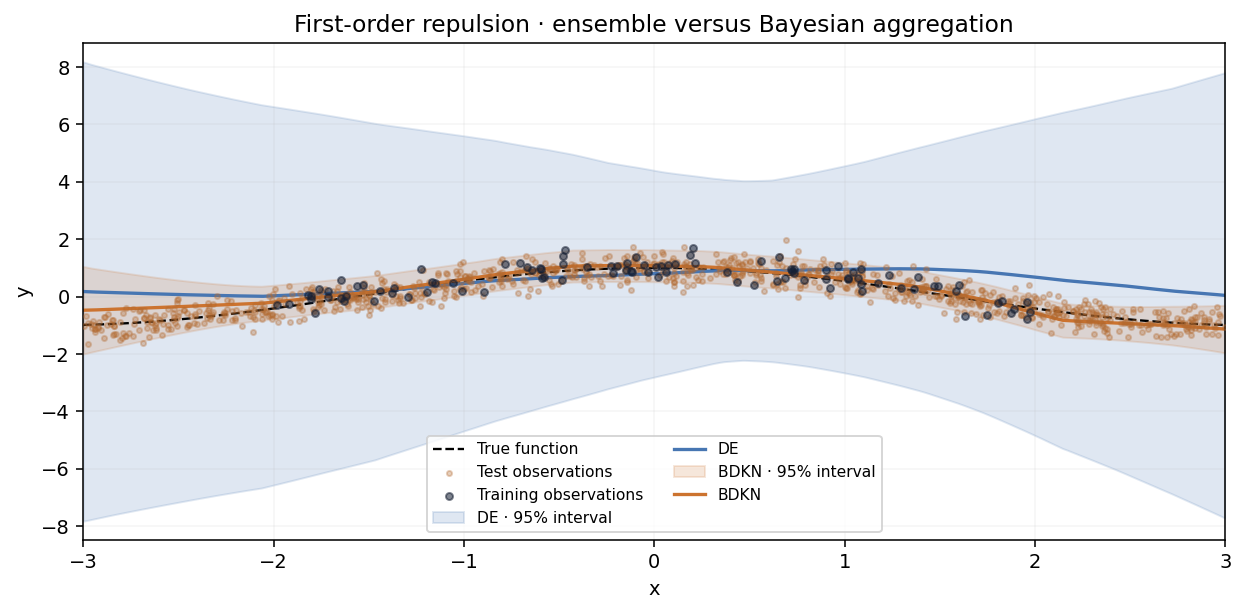 First-order repulsion · ensemble versus Bayesian aggregation
y
8
6
4
2
0
−2
−4
−6
−8
True function
Test observations
Training observations
DE · 95% interval
DE
BDKN · 95% interval
BDKN
−3
−2
−1
0
1
2
3
x